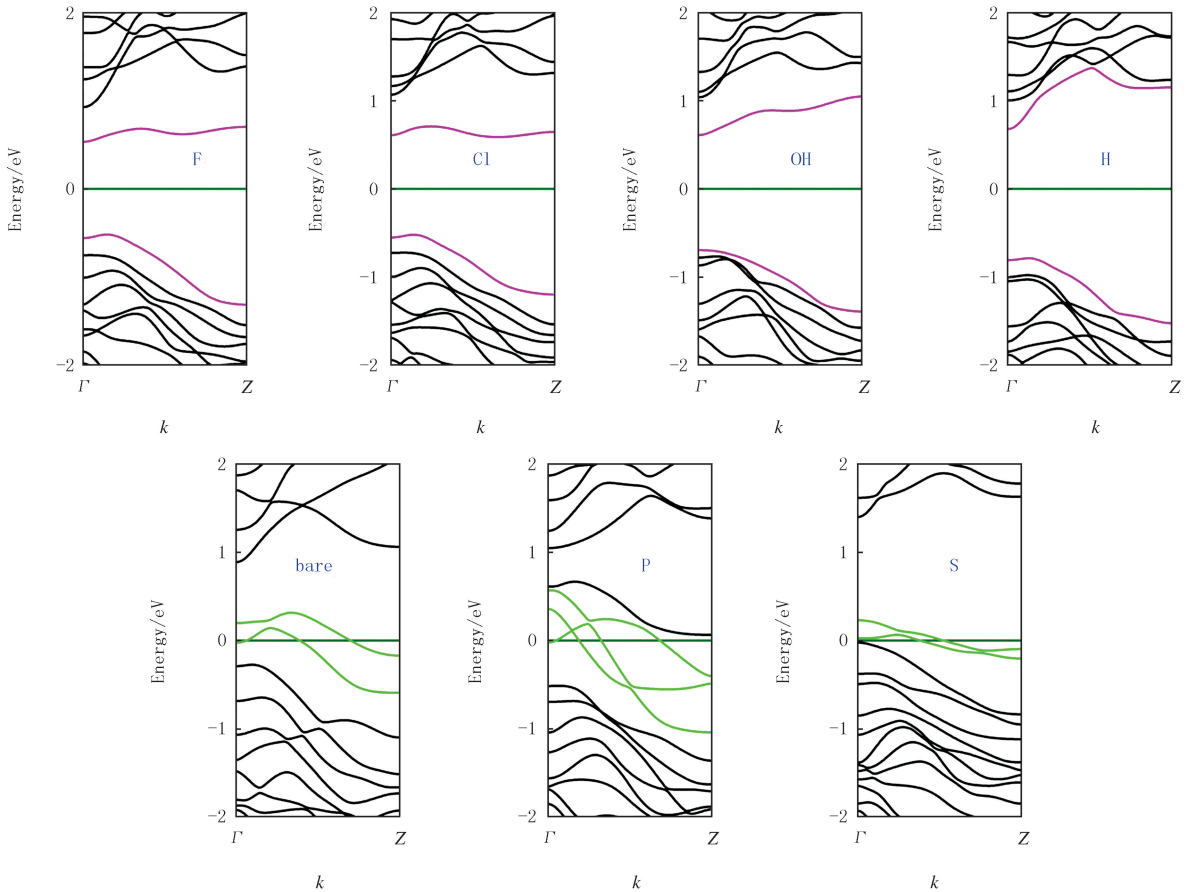 2 2 2 2
1 1 1 1
0 0 0 0
−1 −1 −1 −1
−2 −2 −2 −2
Energy/eV Energy/eV Energy/eV Energy/eV
F Cl OH H
Γ Z Γ Z Γ Z Γ Z
k k k k
2 2 2
1 1 1
0 0 0
−1 −1 −1
−2 −2 −2
Energy/eV Energy/eV Energy/eV
bare P S
Γ Z Γ Z Γ Z
k k k